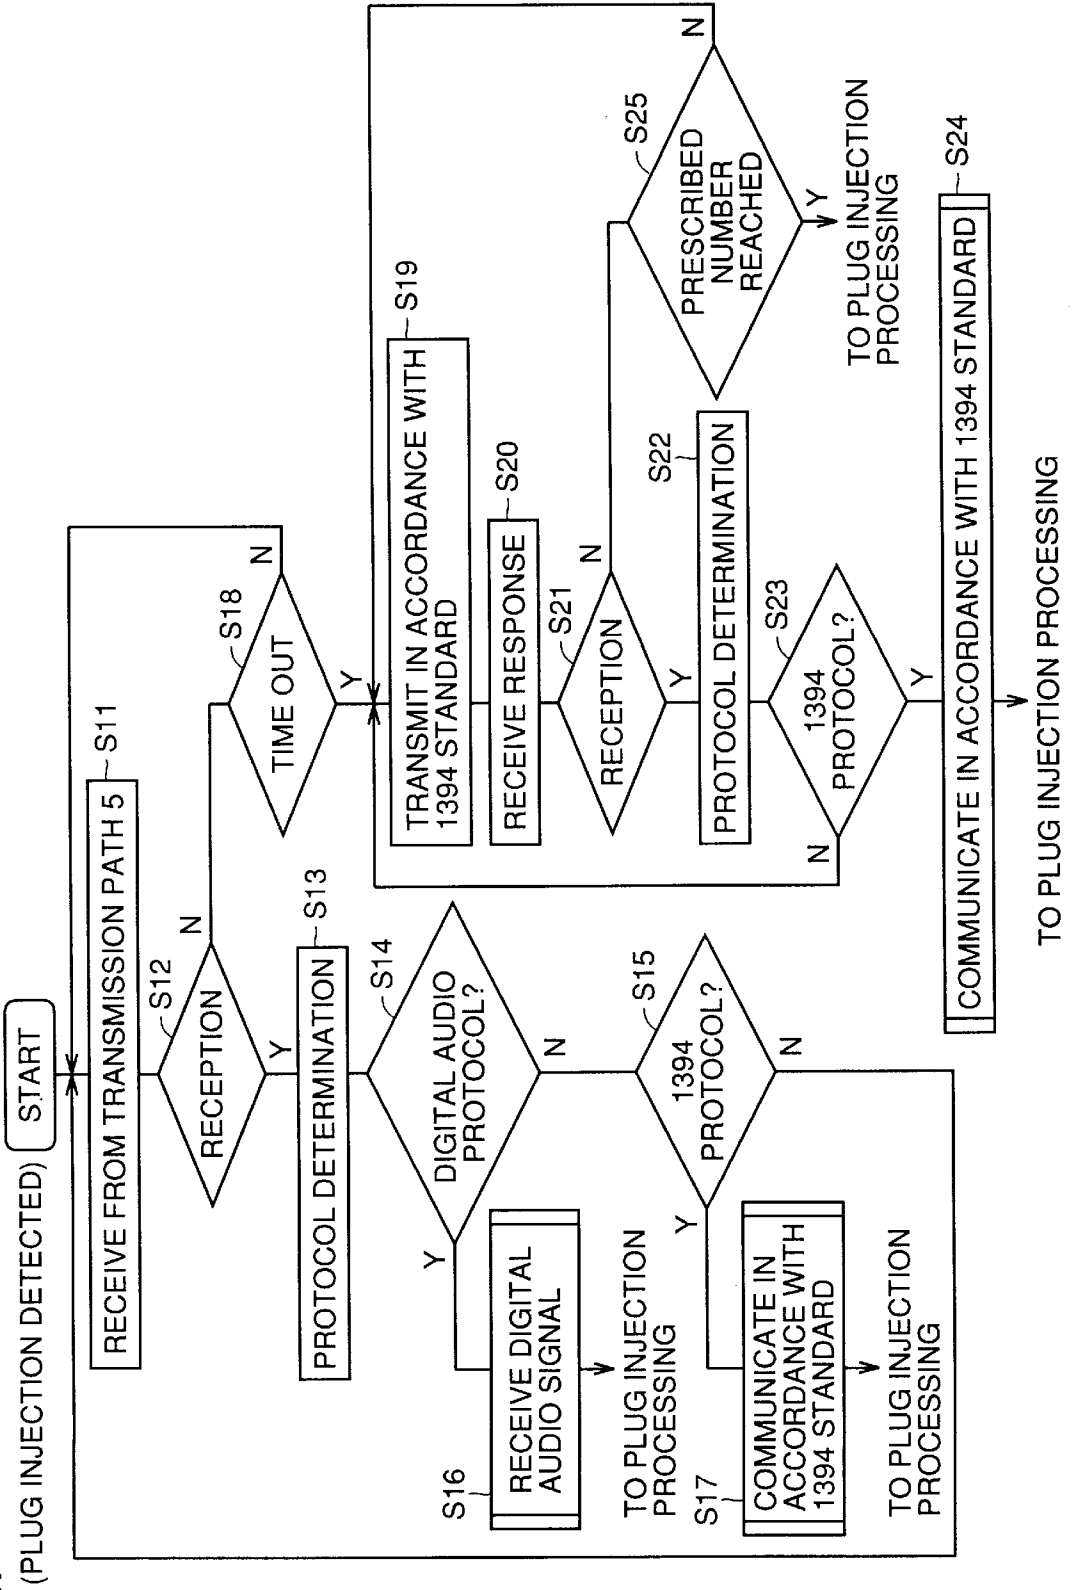 (PLUG INJECTION DETECTED)
START
RECEIVE FROM TRANSMISSION PATH 5
S11
S12
RECEPTION
N
Y
S18
TIME OUT
N
Y
S13
PROTOCOL DETERMINATION
S14
DIGITAL AUDIO
PROTOCOL?
Y
N
S16
RECEIVE DIGITAL
AUDIO SIGNAL
TO PLUG INJECTION
PROCESSING
S15
1394
PROTOCOL?
Y
N
S17
COMMUNICATE IN
ACCORDANCE WITH
1394 STANDARD
TO PLUG INJECTION
PROCESSING
S19
TRANSMIT IN ACCORDANCE WITH
1394 STANDARD
S20
RECEIVE RESPONSE
S21
RECEPTION
N
Y
S22
PROTOCOL DETERMINATION
S23
1394
PROTOCOL?
N
Y
S25
PRESCRIBED
NUMBER
REACHED
N
Y
TO PLUG INJECTION
PROCESSING
S24
COMMUNICATE IN ACCORDANCE WITH 1394 STANDARD
TO PLUG INJECTION PROCESSING